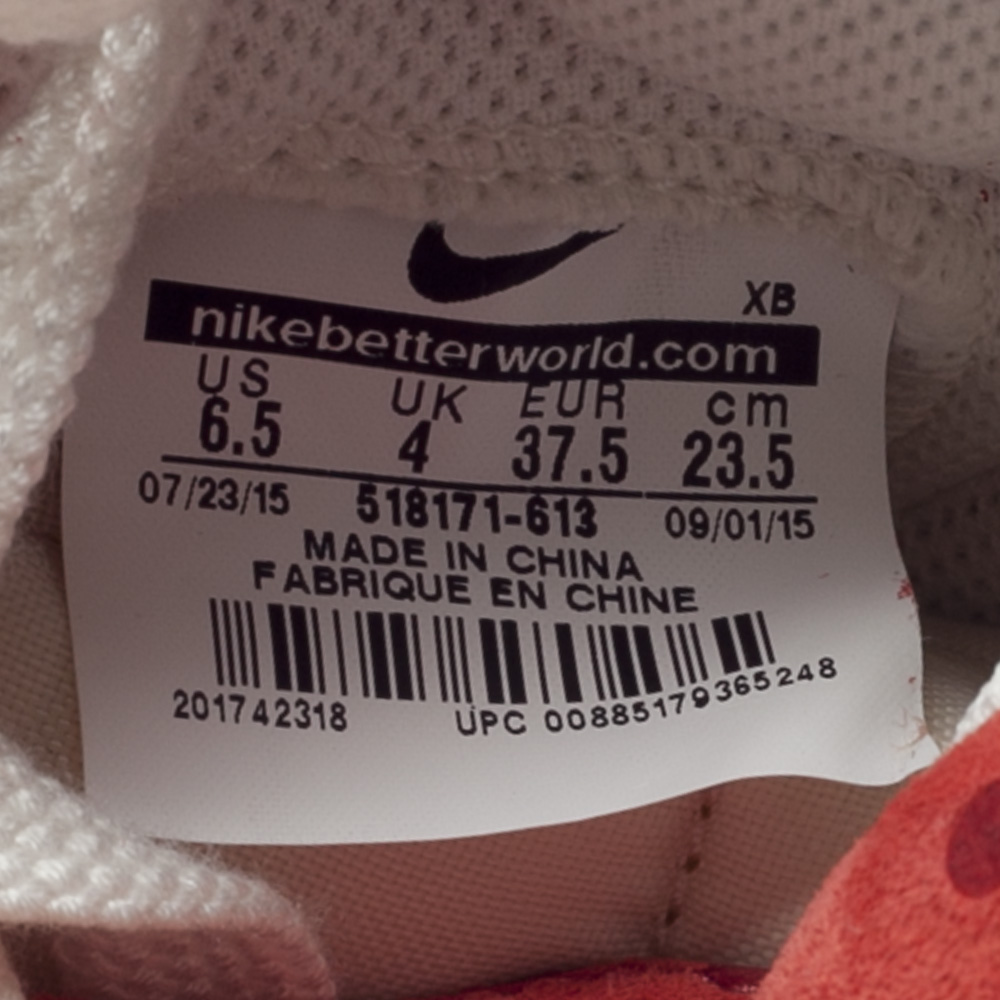 XB
nikebetterworld.com
US UK EUR cm
6.5 4 37.5 23.5
07/23/15 518171-613 09/01/15
MADE IN CHINA
FABRIQUE EN CHINE
201742318 UPC 00885179365248